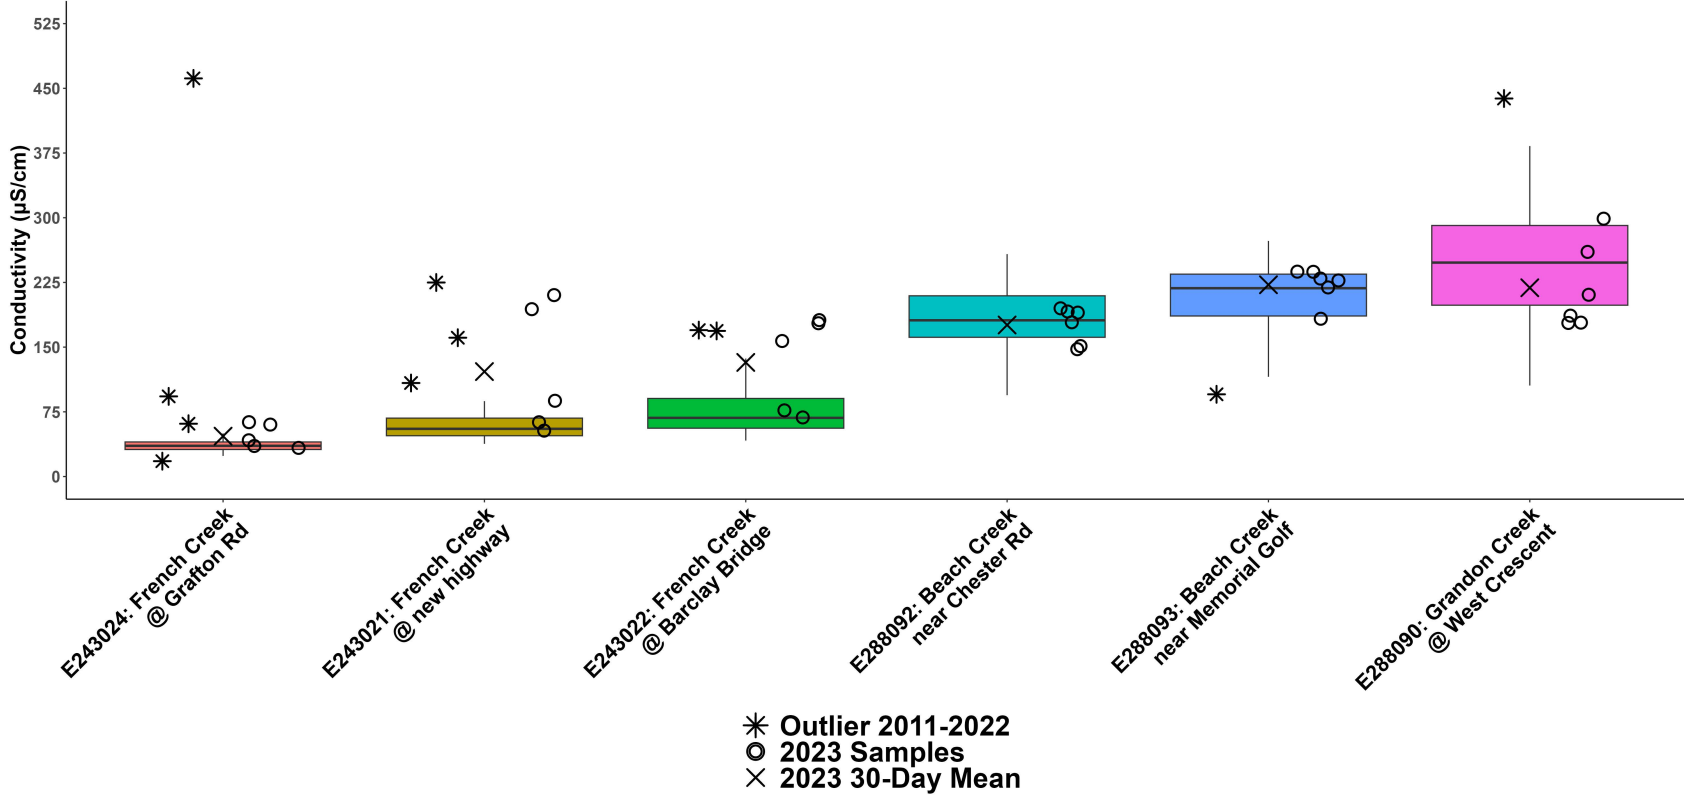 525
450
375
300
225
150
75
0
Conductivity (µS/cm)
E243024: French Creek
@ Grafton Rd
E243021: French Creek
@ new highway
E243022: French Creek
@ Barclay Bridge
E288092: Beach Creek
near Chester Rd
E288093: Beach Creek
near Memorial Golf
E288090: Grandon Creek
@ West Crescent
Outlier 2011-2022
2023 Samples
2023 30-Day Mean